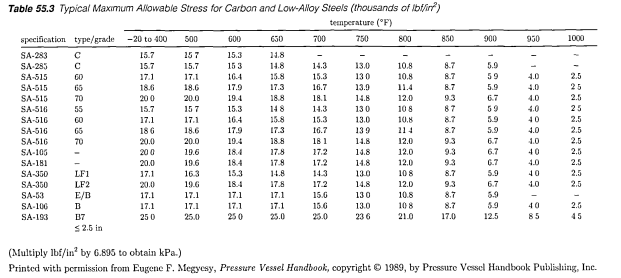 Table 55.3 Typical Maximum Allowable Stress for Carbon and Low-Alloy Steels (thousands of lbf/in²)
temperature (°F)
specification type/grade −20 to 400 500 600 650 700 750 800 850 900 950 1000
SA-283 C 15.7 15 7 15.3 14.8 – – – – – – –
SA-285 C 15.7 15.7 15 3 14.8 14.3 13.0 10.8 8.7 5.9 – –
SA-515 60 17.1 17.1 16.4 15.8 15.3 13 0 10.8 8.7 5 9 4.0 2.5
SA-515 65 18.6 18.6 17.9 17.3 16.7 13.9 11.4 8.7 5.9 4.0 2 5
SA-515 70 20 0 20.0 19.4 18.8 18.1 14.8 12.0 9.3 6.7 4.0 2.5
SA-516 55 15.7 15 7 15.3 14 8 14.3 13.0 10 8 8.7 5 9 4 0 2.5
SA-516 60 17.1 17.1 16.4 15.8 15.3 13.0 10.8 8.7 5.9 4.0 2.5
SA-516 65 18 6 18.6 17.9 17.3 16.7 13 9 11 4 8.7 5.9 4.0 2.5
SA-516 70 20.0 20.0 19.4 18.8 18 1 14.8 12.0 9.3 6.7 4.0 2.5
SA-105 – 20 0 19.6 18.4 17.8 17.2 14.8 12.0 9.3 6.7 4 0 2.5
SA-181 – 20.0 19.6 18.4 17.8 17.2 14.8 12.0 9.3 6.7 4.0 2.5
SA-350 LF1 17.1 16.3 15.3 14.8 14.3 13.0 10 8 8.7 5.9 4 0 2.5
SA-350 LF2 20.0 19.6 18.4 17.8 17.2 14.8 12.0 9.3 6.7 4.0 2.5
SA-53 E/B 17.1 17.1 17.1 17.1 15.6 13 0 10.8 8.7 5.9 – –
SA-106 B 17.1 17.1 17.1 17.1 15.6 13.0 10 8 8.7 5.9 4.0 2.5
SA-193 B7 25 0 25.0 25 0 25.0 25.0 23 6 21.0 17.0 12.5 8 5 4 5
≤ 2.5 in
(Multiply lbf/in² by 6.895 to obtain kPa.)
Printed with permission from Eugene F. Megyesy, Pressure Vessel Handbook, copyright © 1989, by Pressure Vessel Handbook Publishing, Inc.